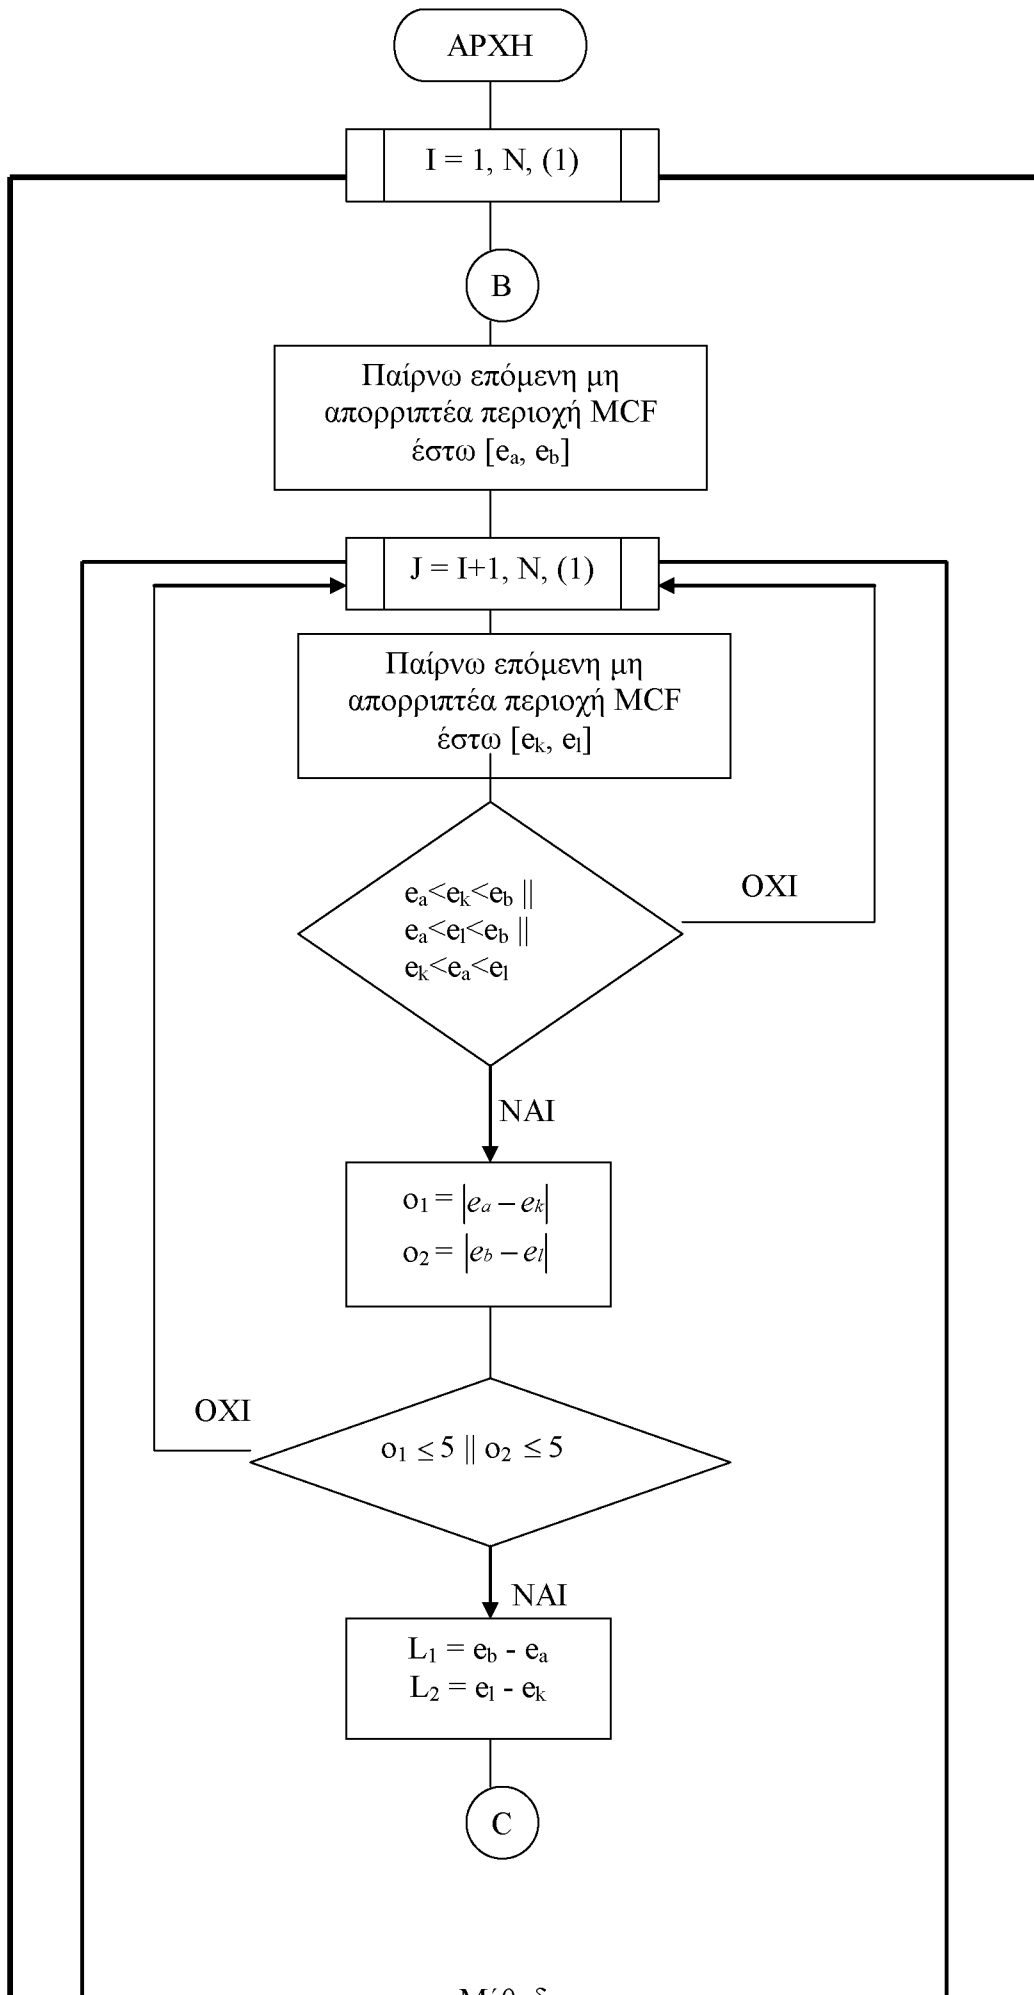 ΑΡΧΗ
I = 1, N, (1)
B
Παίρνω επόμενη μη
απορριπτέα περιοχή MCF
έστω [ea, eb]
J = I+1, N, (1)
Παίρνω επόμενη μη
απορριπτέα περιοχή MCF
έστω [ek, el]
ea<ek<eb ||
ea<el<eb ||
ek<ea<el
ΟΧΙ
ΝΑΙ
o1 = |ea – ek|
o2 = |eb – el|
ΟΧΙ
o1 ≤ 5 || o2 ≤ 5
ΝΑΙ
L1 = eb - ea
L2 = el - ek
C